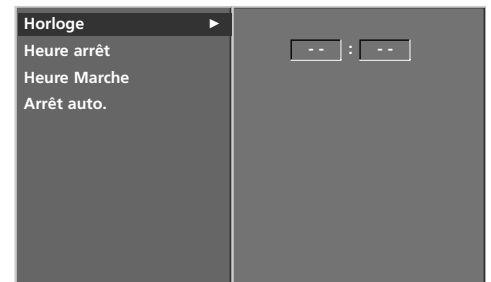 Horloge ►
- - : - -
Heure arrêt
Heure Marche
Arrêt auto.